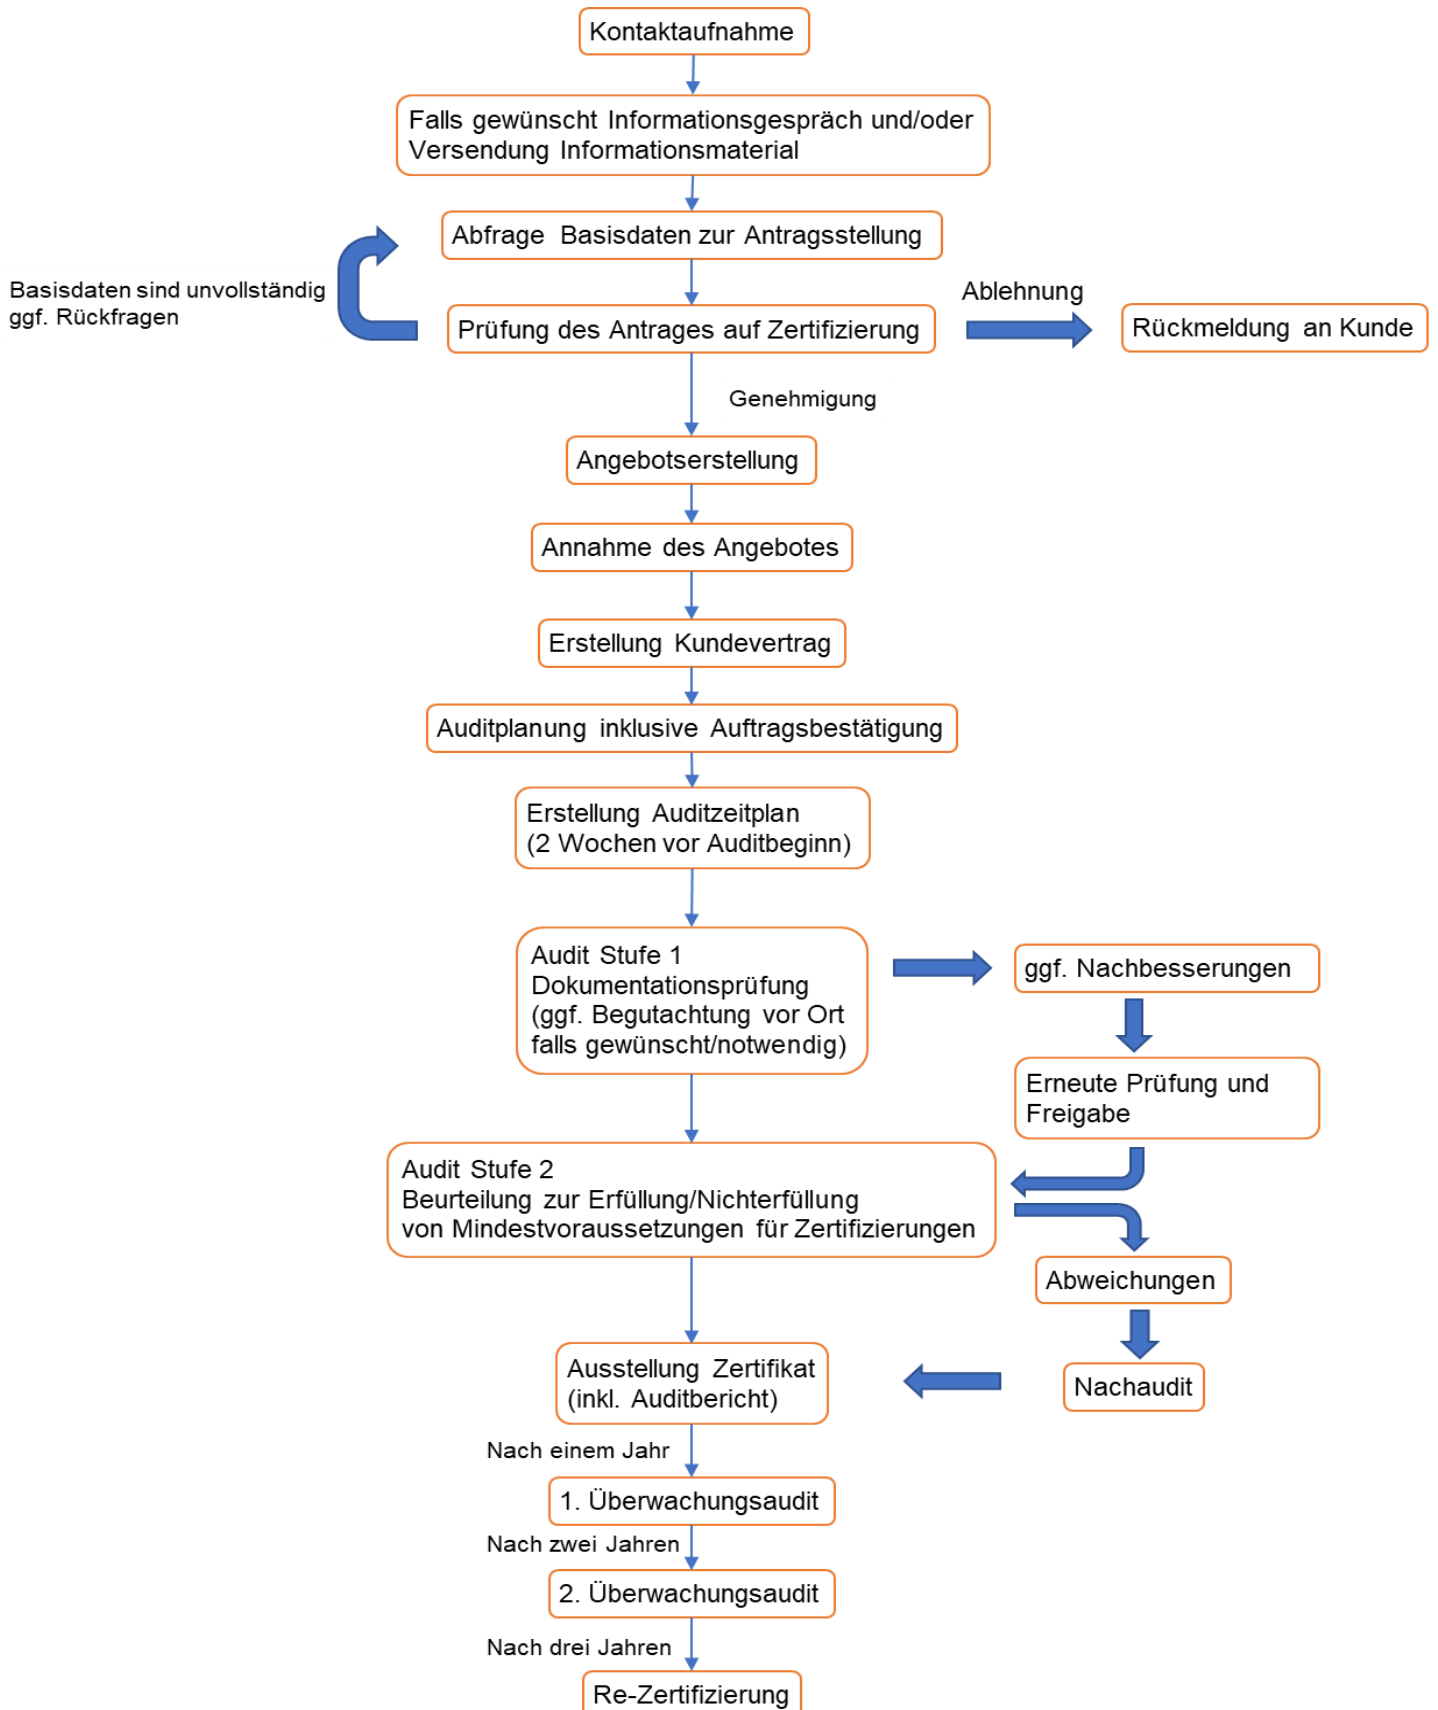 Kontaktaufnahme
Falls gewünscht Informationsgespräch und/oder
Versendung Informationsmaterial
Abfrage Basisdaten zur Antragsstellung
Basisdaten sind unvollständig
ggf. Rückfragen
Prüfung des Antrages auf Zertifizierung
Ablehnung
Rückmeldung an Kunde
Genehmigung
Angebotserstellung
Annahme des Angebotes
Erstellung Kundevertrag
Auditplanung inklusive Auftragsbestätigung
Erstellung Auditzeitplan
(2 Wochen vor Auditbeginn)
Audit Stufe 1
Dokumentationsprüfung
(ggf. Begutachtung vor Ort
falls gewünscht/notwendig)
ggf. Nachbesserungen
Erneute Prüfung und
Freigabe
Audit Stufe 2
Beurteilung zur Erfüllung/Nichterfüllung
von Mindestvoraussetzungen für Zertifizierungen
Abweichungen
Nachaudit
Ausstellung Zertifikat
(inkl. Auditbericht)
Nach einem Jahr
1. Überwachungsaudit
Nach zwei Jahren
2. Überwachungsaudit
Nach drei Jahren
Re-Zertifizierung